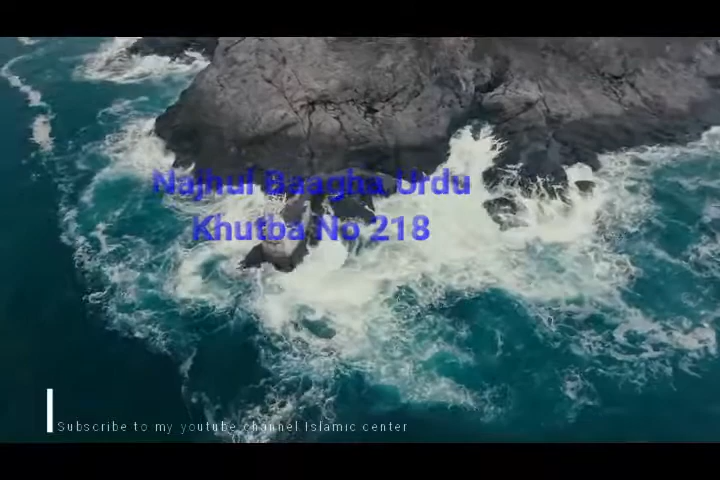 Najhul Baagha Urdu
Khutba No 218
Subscribe to my youtube channel Islamic center